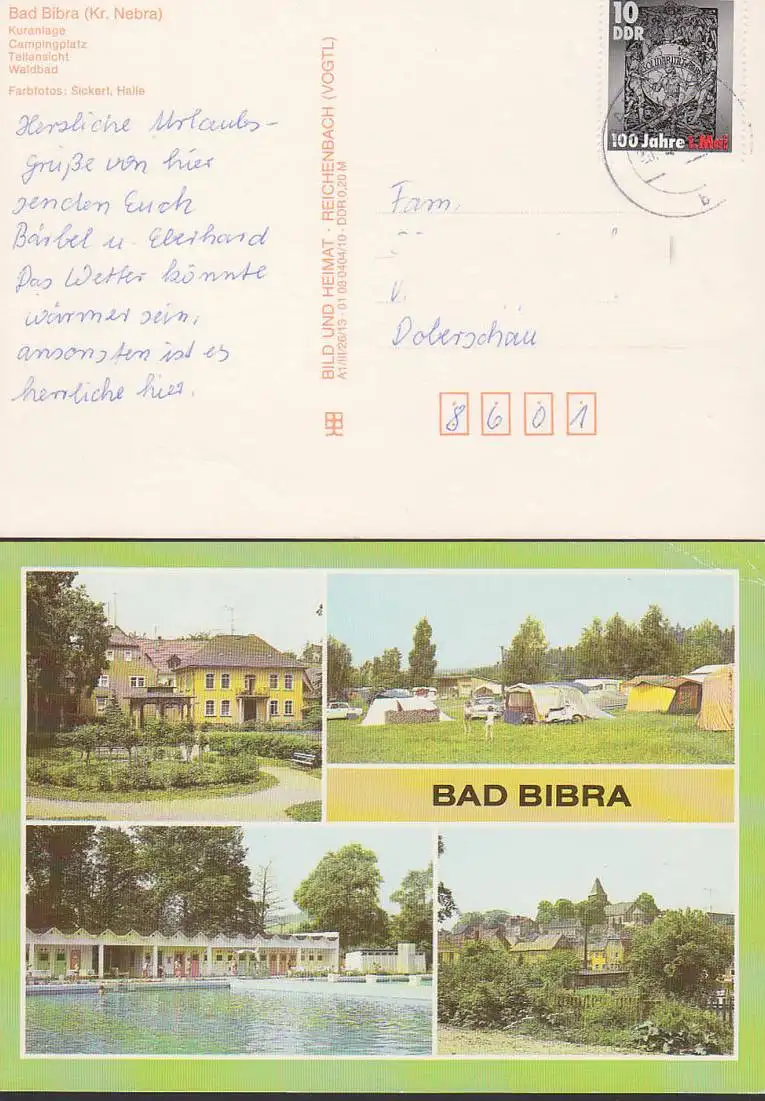 Bad Bibra (Kr. Nebra)
Kuranlage
Campingplatz
Teilansicht
Waldbad
Farbfotos: Sickert, Halle
Herzliche Urlaubs-
grüße von hier
senden Euch
Bärbel u. Eberhard
Das Wetter könnte
wärmer sein,
ansonsten ist es
herrliche hier.
BILD UND HEIMAT · REICHENBACH (VOGTL)
A1/III/26/13 · 01 08 0404/10 · DDR 0,20 M
10
DDR
100 Jahre 1.Mai
Fam.
Doberschau
8601
BAD BIBRA